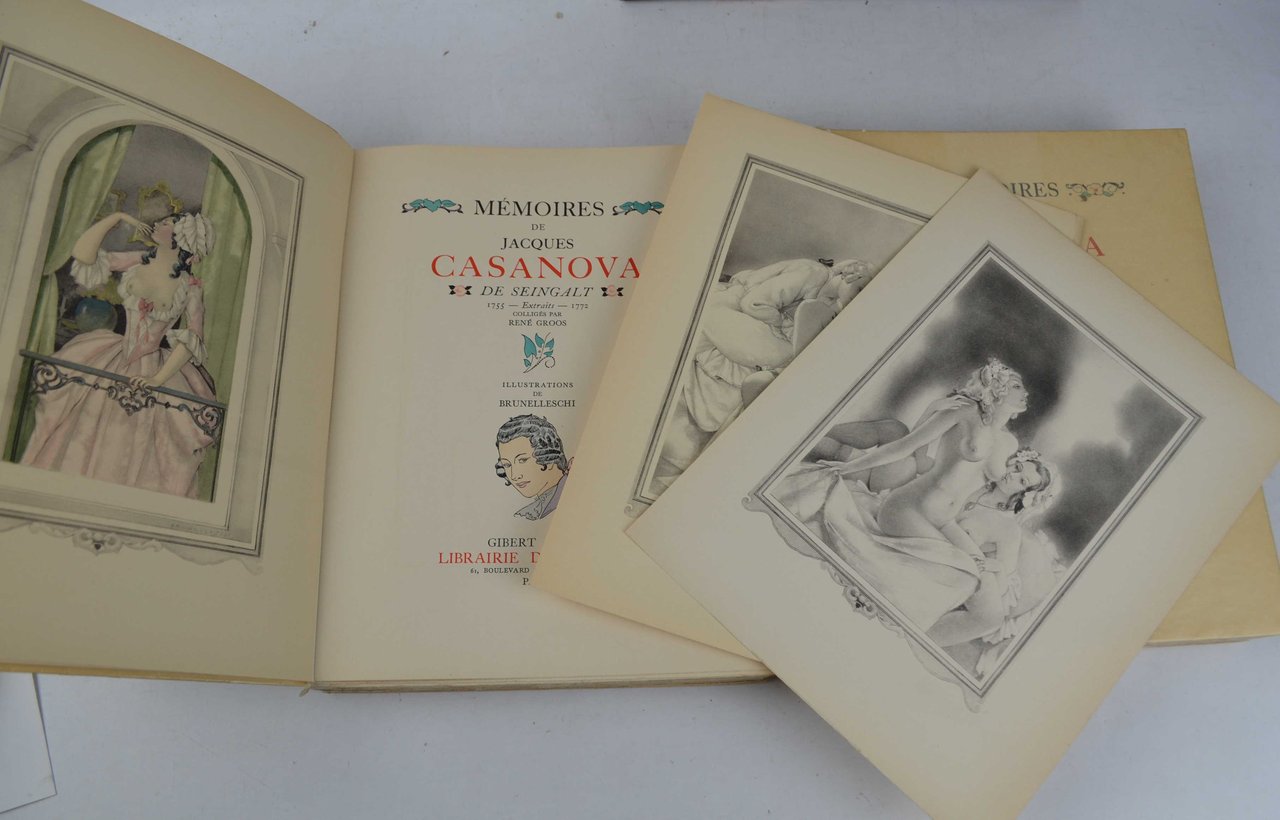 MÉMOIRES
DE
JACQUES
CASANOVA
DE SEINGALT
1755 — Extraits — 1772
COLLIGÉS PAR
RENÉ GROOS
ILLUSTRATIONS
DE
BRUNELLESCHI
GIBERT
LIBRAIRIE D
61, BOULEVARD
P.
OIRES
A